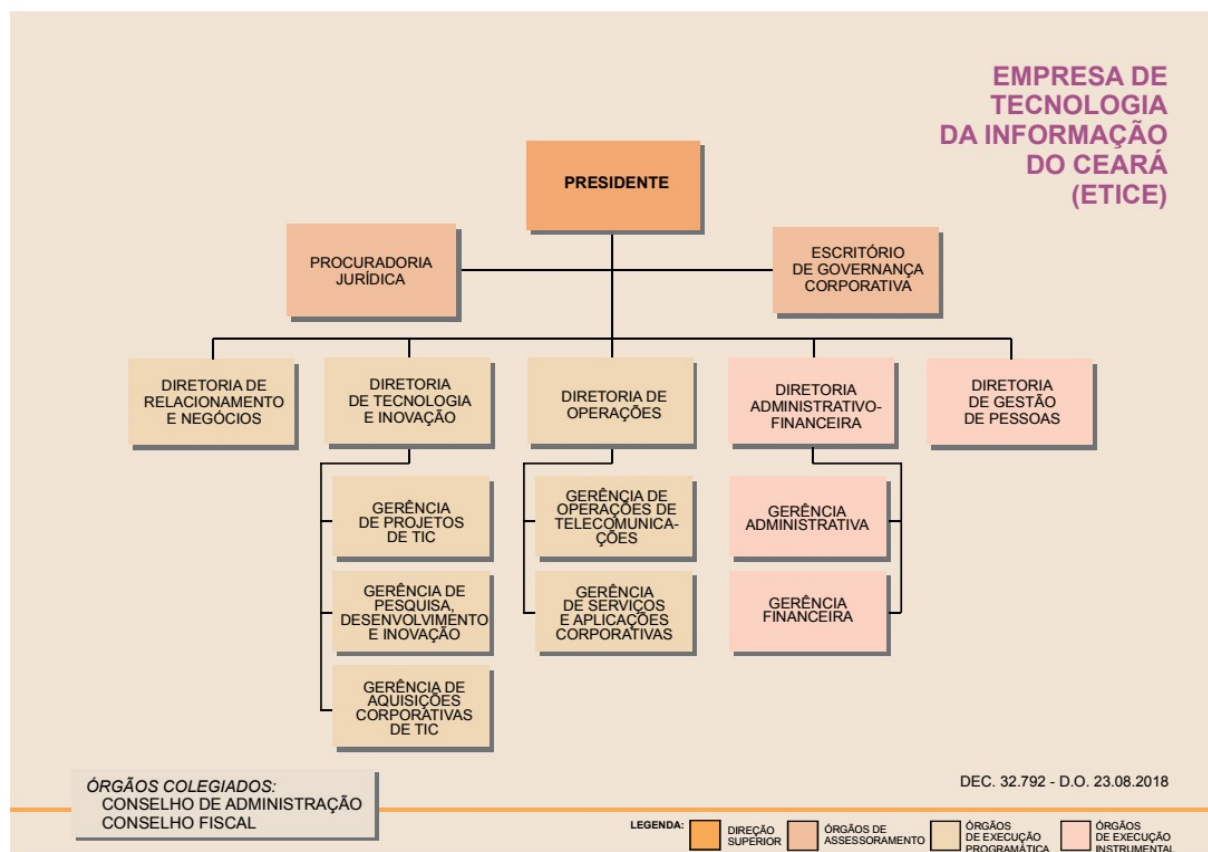 EMPRESA DE
TECNOLOGIA
DA INFORMAÇÃO
DO CEARÁ
(ETICE)
PRESIDENTE
PROCURADORIA
JURÍDICA
ESCRITÓRIO
DE GOVERNANÇA
CORPORATIVA
DIRETORIA DE
RELACIONAMENTO
E NEGÓCIOS
DIRETORIA
DE TECNOLOGIA
E INOVAÇÃO
DIRETORIA DE
OPERAÇÕES
DIRETORIA
ADMINISTRATIVO-
FINANCEIRA
DIRETORIA
DE GESTÃO
DE PESSOAS
GERÊNCIA
DE PROJETOS
DE TIC
GERÊNCIA DE
OPERAÇÕES DE
TELECOMUNICA-
ÇÕES
GERÊNCIA
ADMINISTRATIVA
GERÊNCIA DE
PESQUISA,
DESENVOLVIMENTO
E INOVAÇÃO
GERÊNCIA
DE SERVIÇOS
E APLICAÇÕES
CORPORATIVAS
GERÊNCIA
FINANCEIRA
GERÊNCIA DE
AQUISIÇÕES
CORPORATIVAS
DE TIC
ÓRGÃOS COLEGIADOS:
CONSELHO DE ADMINISTRAÇÃO
CONSELHO FISCAL
DEC. 32.792 - D.O. 23.08.2018
LEGENDA:
DIREÇÃO
SUPERIOR
ÓRGÃOS DE
ASSESSORAMENTO
ÓRGÃOS
DE EXECUÇÃO
PROGRAMÁTICA
ÓRGÃOS
DE EXECUÇÃO
INSTRUMENTAL